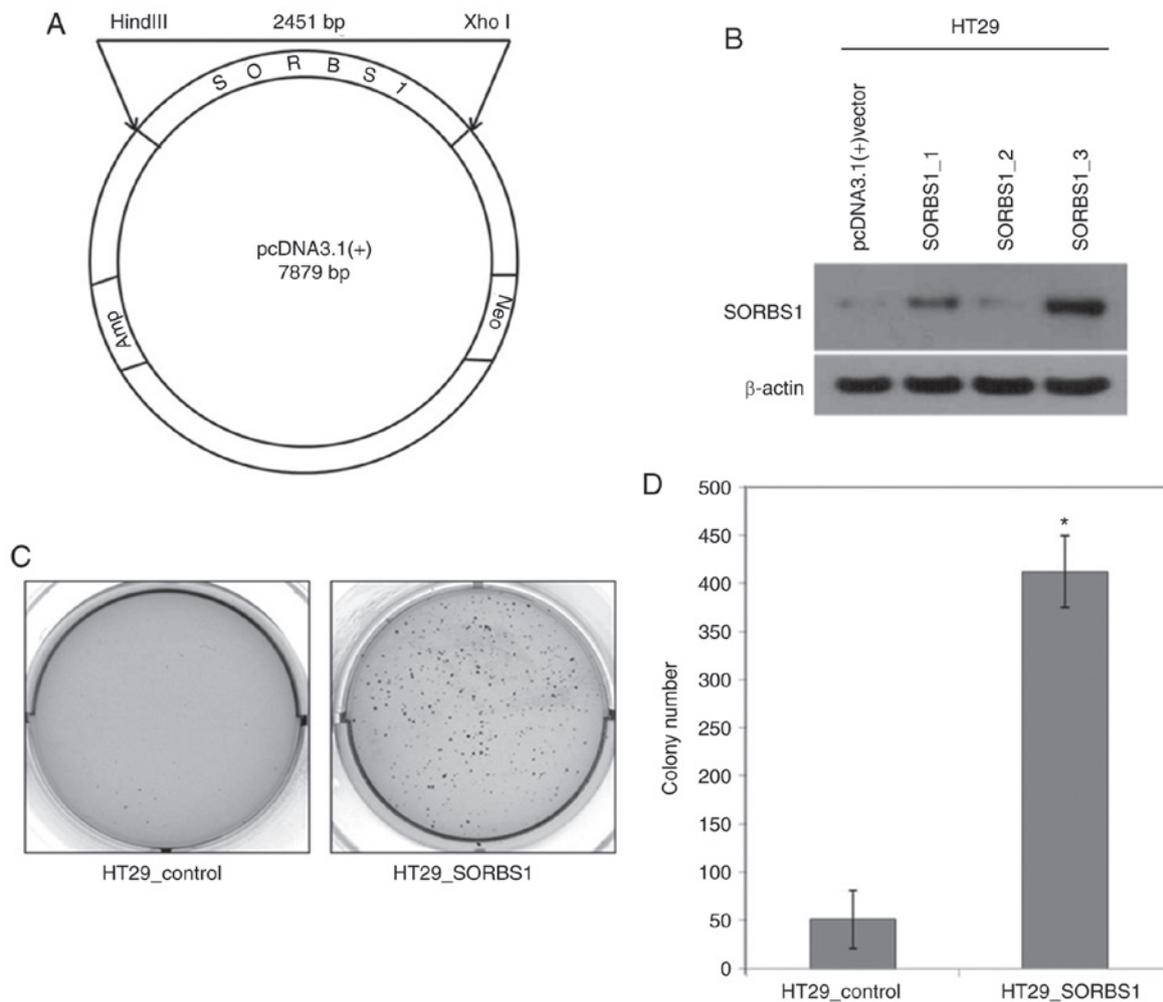 A
HindIII 2451 bp Xho I
SORBS1
pcDNA3.1(+)
7879 bp
Amp
Neo
B
HT29
pcDNA3.1(+)vector
SORBS1_1
SORBS1_2
SORBS1_3
SORBS1
β-actin
C
HT29_control
HT29_SORBS1
D
Colony number
500
450
400
350
300
250
200
150
100
50
0
*
HT29_control
HT29_SORBS1